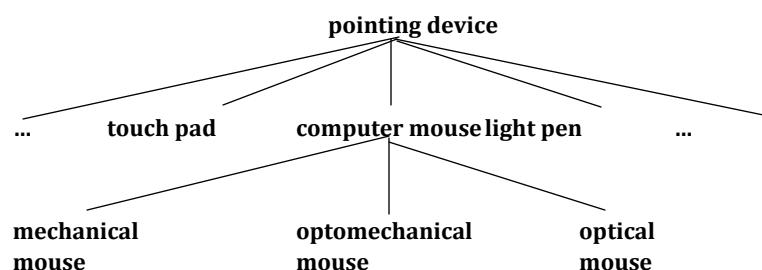 pointing device
... touch pad computer mouse light pen ...
mechanical optomechanical optical
mouse mouse mouse